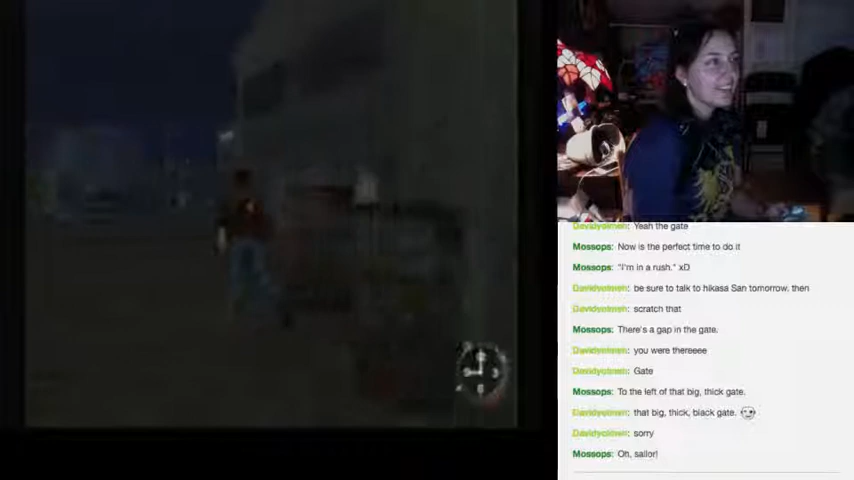 Yeah the gate
Mossops: Now is the perfect time to do it
Mossops: "I'm in a rush." xD
be sure to talk to hikasa San tomorrow. then
scratch that
Mossops: There's a gap in the gate.
you were thereeeee
Gate
Mossops: To the left of that big, thick gate.
that big, thick, black gate.
sorry
Mossops: Oh, sailor!